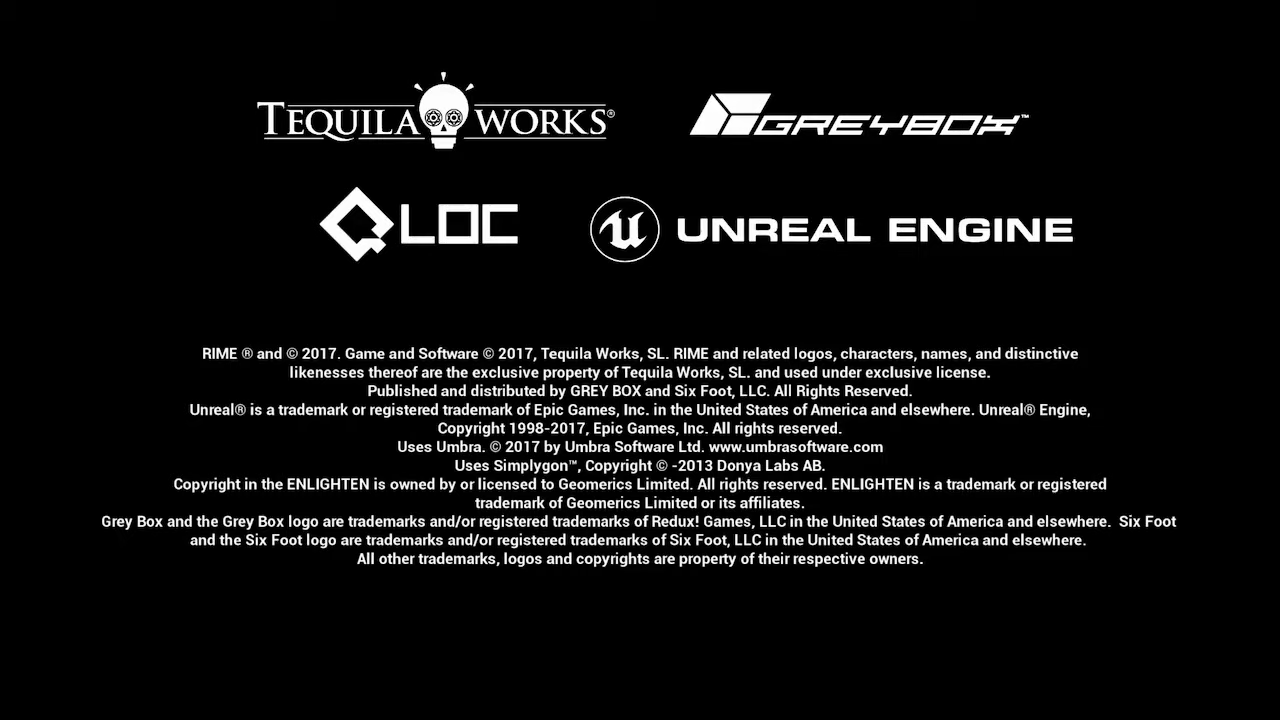 TEQUILA WORKS®
GREYBOX™
QLOC
UNREAL ENGINE
RIME ® and © 2017. Game and Software © 2017, Tequila Works, SL. RIME and related logos, characters, names, and distinctive
likenesses thereof are the exclusive property of Tequila Works, SL. and used under exclusive license.
Published and distributed by GREY BOX and Six Foot, LLC. All Rights Reserved.
Unreal® is a trademark or registered trademark of Epic Games, Inc. in the United States of America and elsewhere. Unreal® Engine,
Copyright 1998-2017, Epic Games, Inc. All rights reserved.
Uses Umbra. © 2017 by Umbra Software Ltd. www.umbrasoftware.com
Uses Simplygon™, Copyright © -2013 Donya Labs AB.
Copyright in the ENLIGHTEN is owned by or licensed to Geomerics Limited. All rights reserved. ENLIGHTEN is a trademark or registered
trademark of Geomerics Limited or its affiliates.
Grey Box and the Grey Box logo are trademarks and/or registered trademarks of Redux! Games, LLC in the United States of America and elsewhere.  Six Foot
and the Six Foot logo are trademarks and/or registered trademarks of Six Foot, LLC in the United States of America and elsewhere.
All other trademarks, logos and copyrights are property of their respective owners.